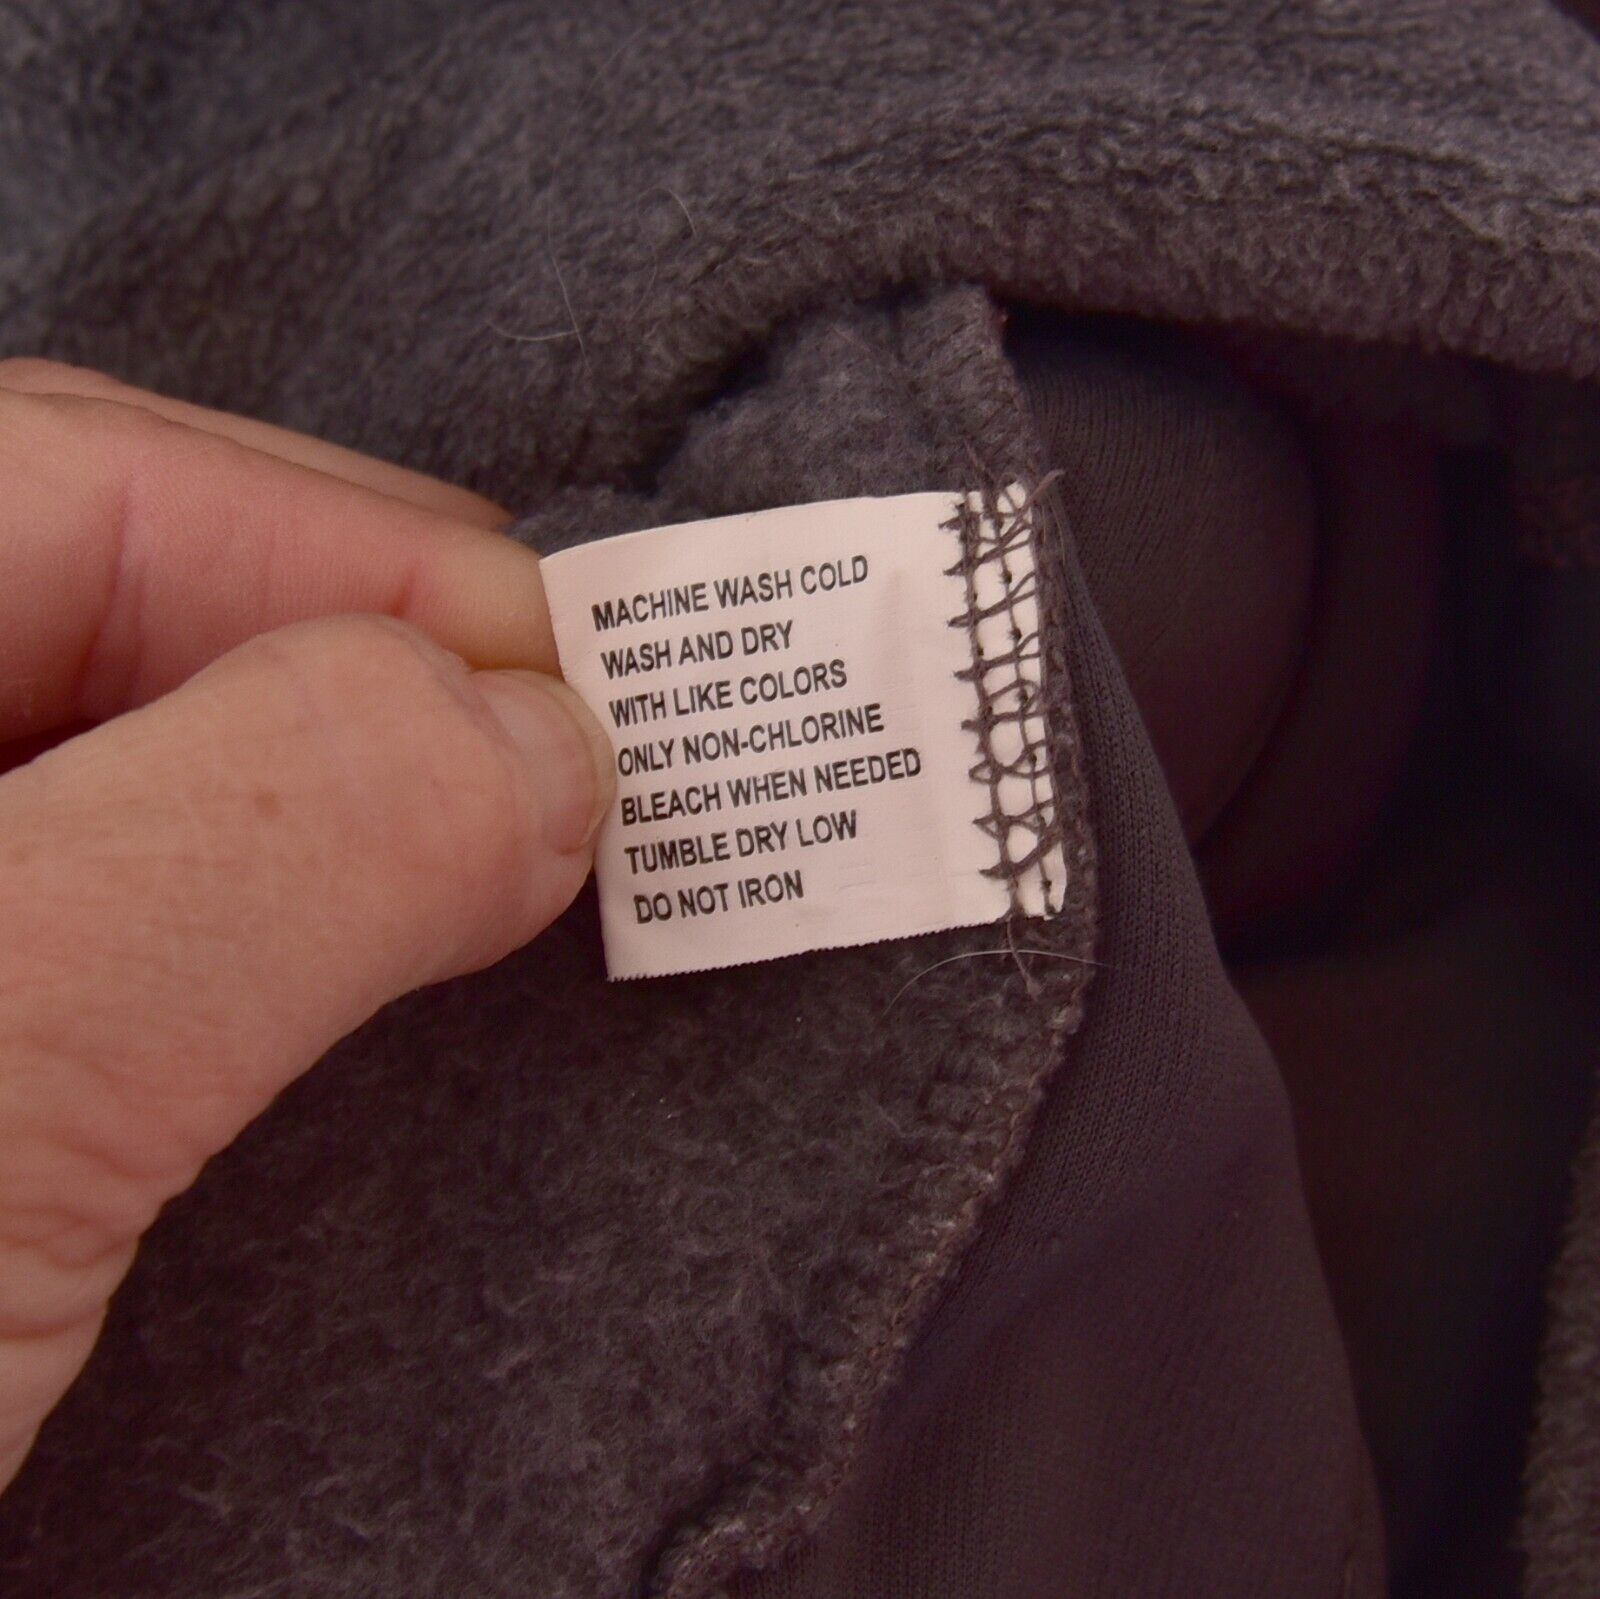 MACHINE WASH COLD
WASH AND DRY
WITH LIKE COLORS
ONLY NON-CHLORINE
BLEACH WHEN NEEDED
TUMBLE DRY LOW
DO NOT IRON